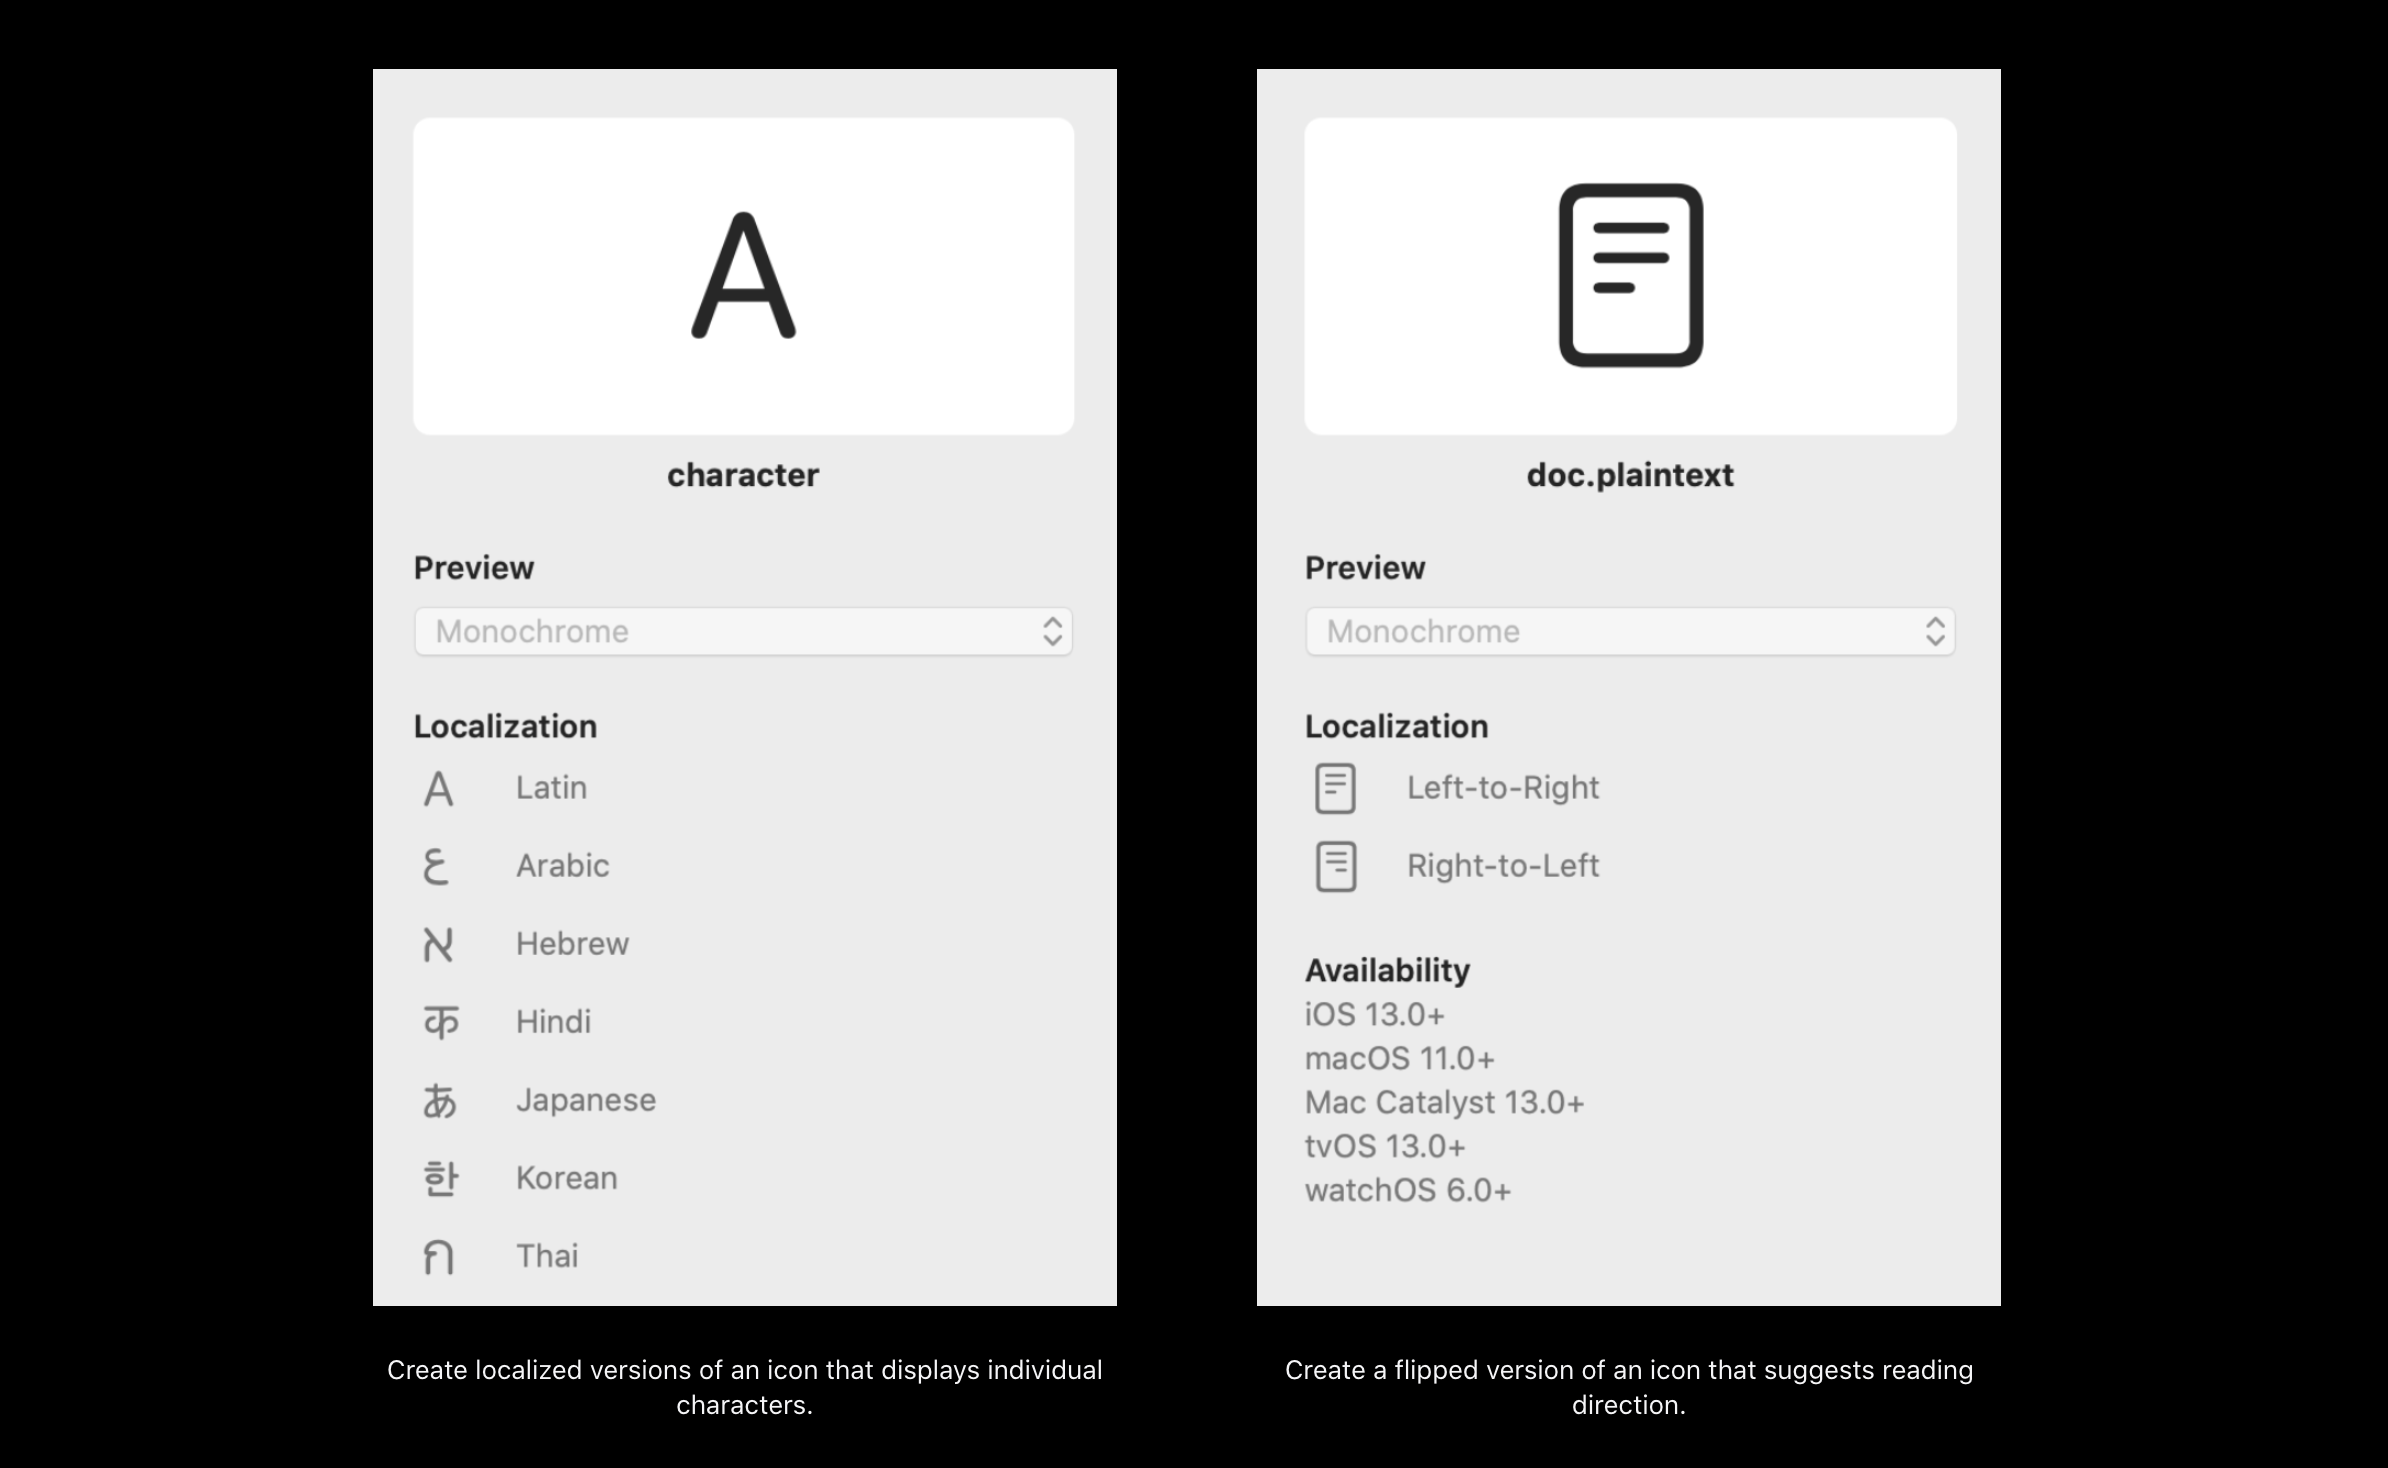 A
character
Preview
Monochrome
Localization
A Latin
ع Arabic
א Hebrew
क Hindi
あ Japanese
한 Korean
ก Thai
Create localized versions of an icon that displays individual
characters.
doc.plaintext
Preview
Monochrome
Localization
Left-to-Right
Right-to-Left
Availability
iOS 13.0+
macOS 11.0+
Mac Catalyst 13.0+
tvOS 13.0+
watchOS 6.0+
Create a flipped version of an icon that suggests reading
direction.